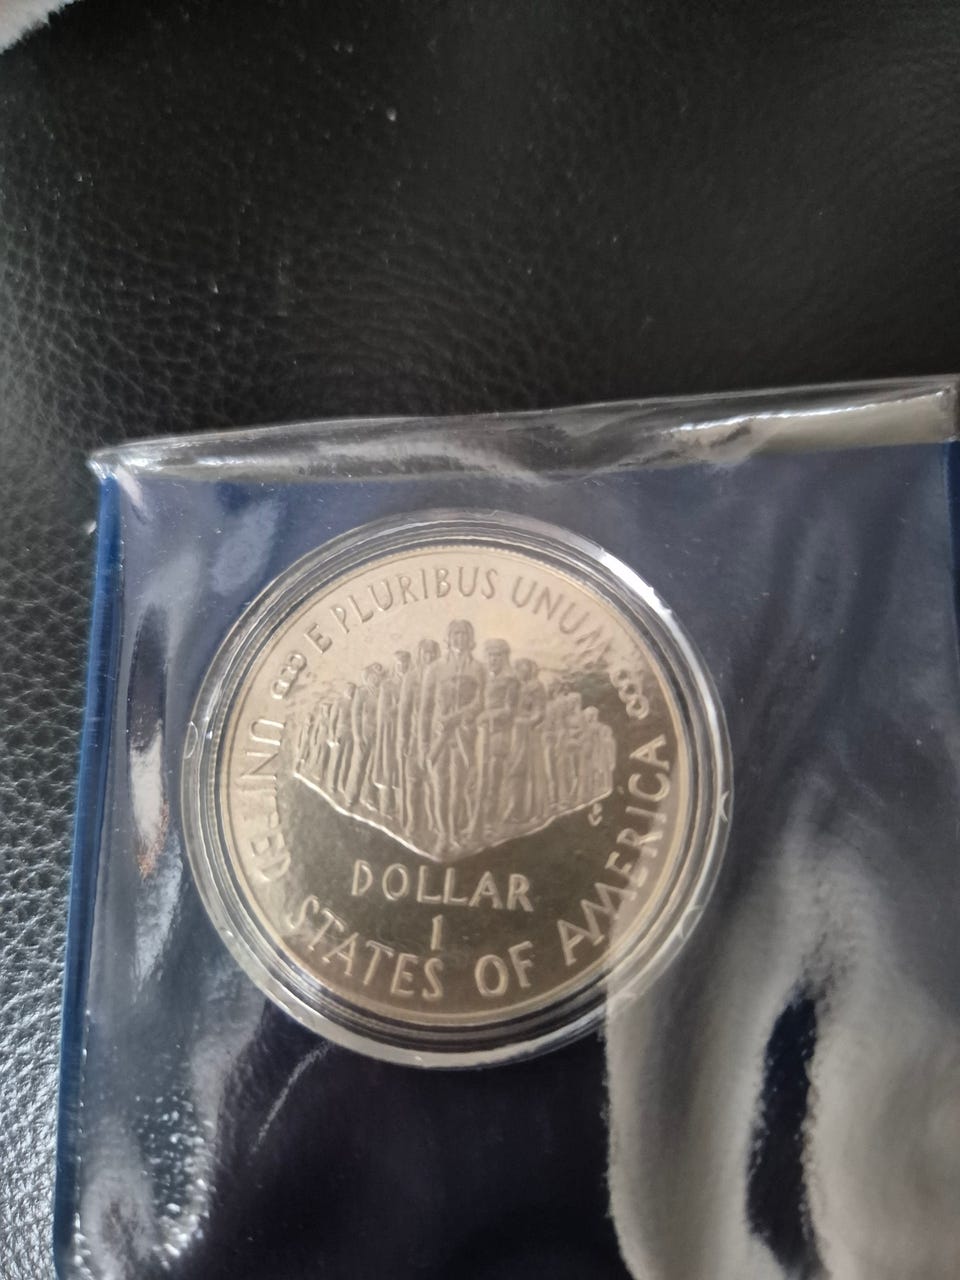 E PLURIBUS UNUM
DOLLAR
1
UNITED STATES OF AMERICA